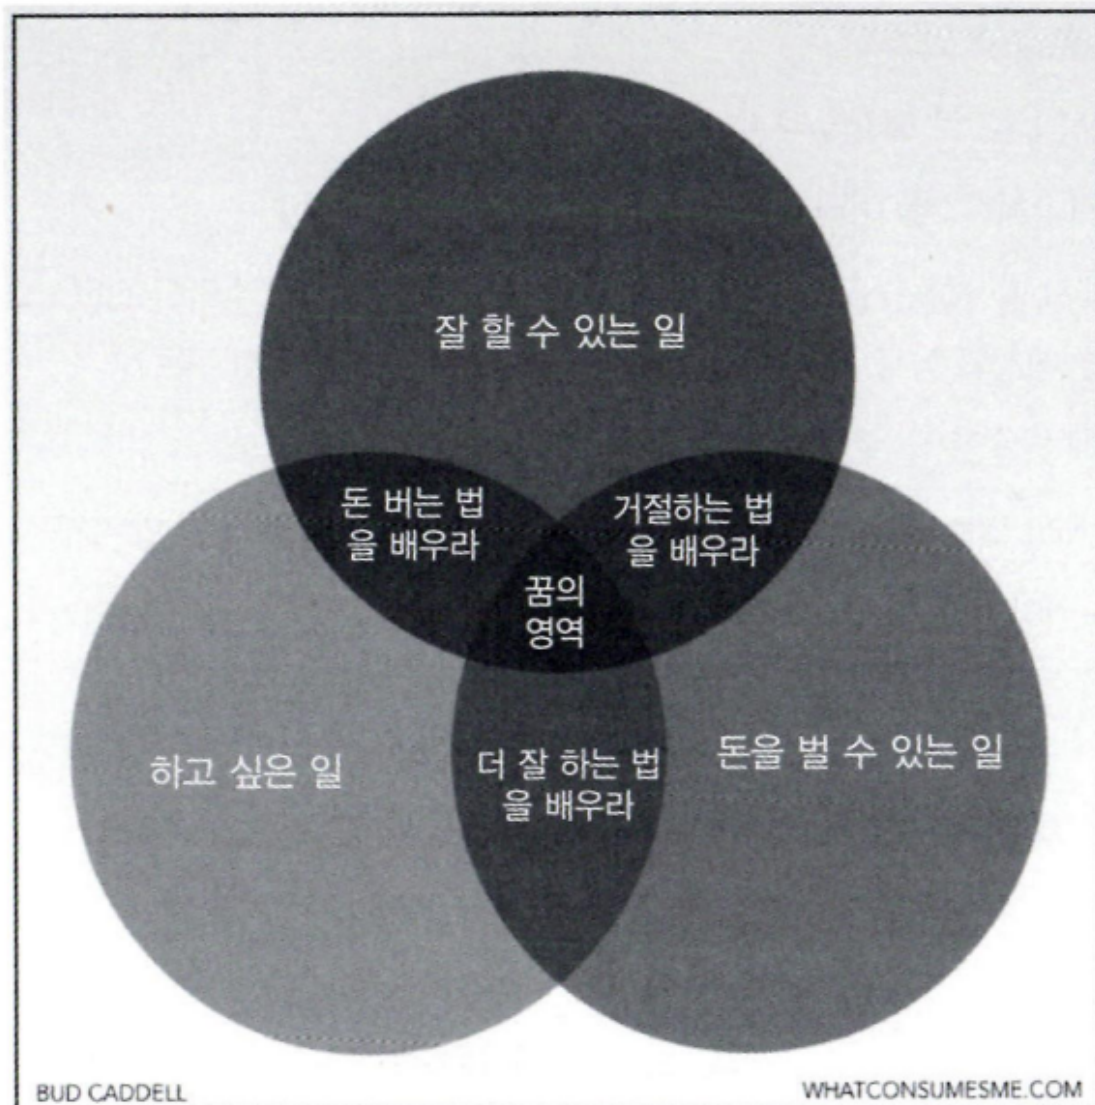 잘 할 수 있는 일
돈 버는 법
을 배우라
거절하는 법
을 배우라
꿈의
영역
하고 싶은 일
더 잘 하는 법
을 배우라
돈을 벌 수 있는 일
BUD CADDELL
WHATCONSUMESME.COM